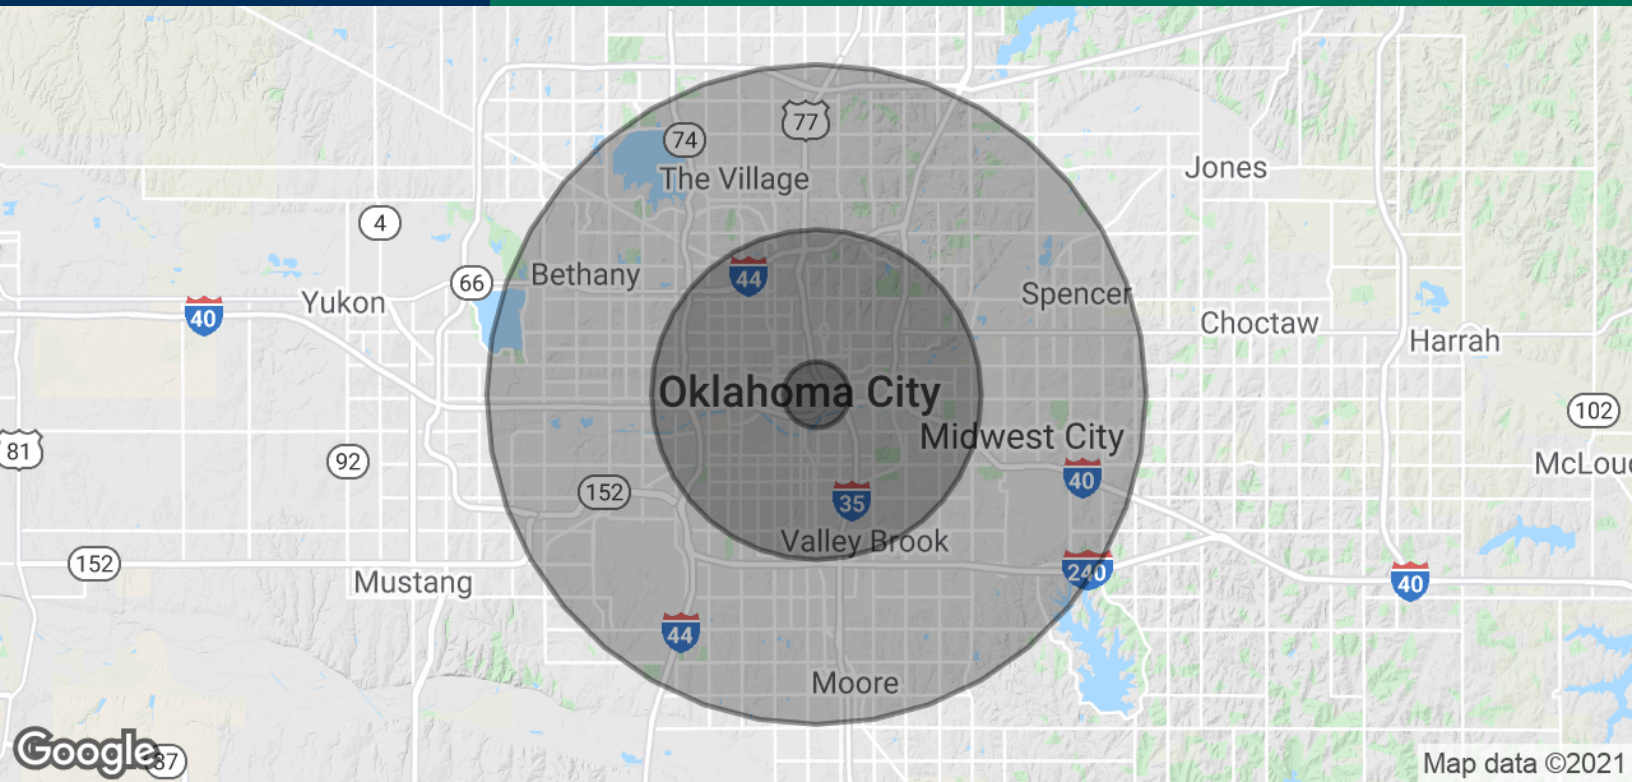 77
74
The Village
Jones
4
Bethany
44
66
Spencer
Yukon
40
Choctaw
Harrah
Oklahoma City
102
Midwest City
81
92
McLou
40
152
35
Valley Brook
152
240
Mustang
40
44
Moore
Google
37
Map data ©2021